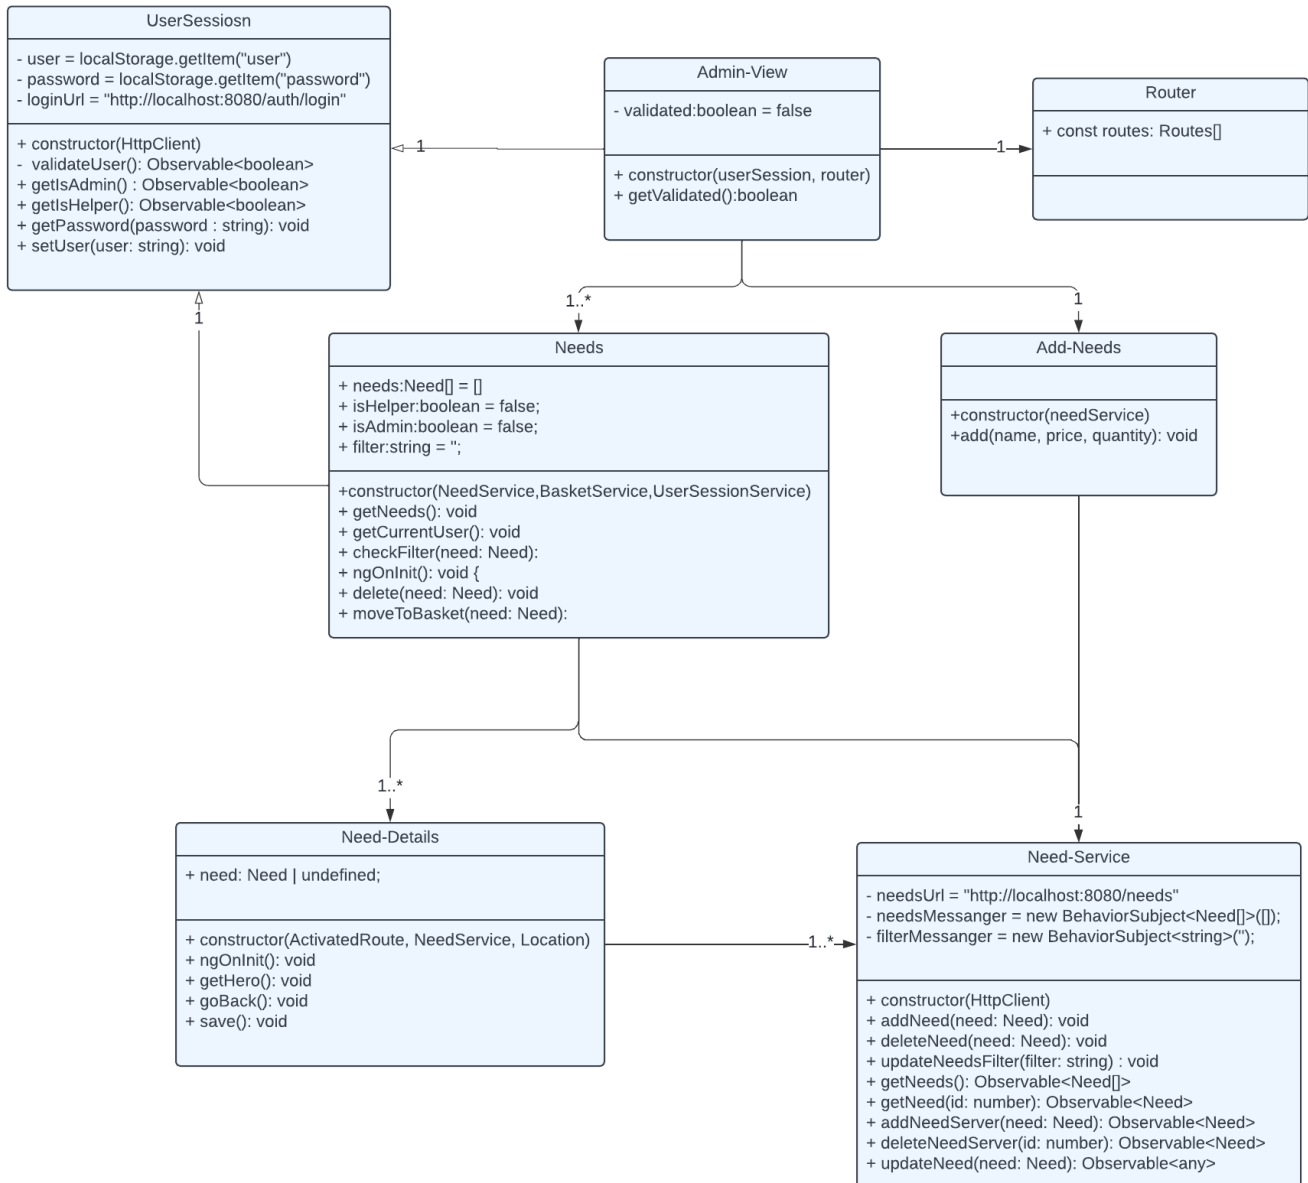 UserSessiosn
- user = localStorage.getItem("user")
- password = localStorage.getItem("password")
- loginUrl = "http://localhost:8080/auth/login"
+ constructor(HttpClient)
-  validateUser(): Observable<boolean>
+ getIsAdmin() : Observable<boolean>
+ getIsHelper(): Observable<boolean>
+ getPassword(password : string): void
+ setUser(user: string): void
1
Admin-View
- validated:boolean = false
+ constructor(userSession, router)
+ getValidated():boolean
1
Router
+ const routes: Routes[]
1
1..*
1
Needs
+ needs:Need[] = []
+ isHelper:boolean = false;
+ isAdmin:boolean = false;
+ filter:string = '';
+constructor(NeedService,BasketService,UserSessionService)
+ getNeeds(): void
+ getCurrentUser(): void
+ checkFilter(need: Need):
+ ngOnInit(): void {
+ delete(need: Need): void
+ moveToBasket(need: Need):
Add-Needs
+constructor(needService)
+add(name, price, quantity): void
1..*
1
Need-Details
+ need: Need | undefined;
+ constructor(ActivatedRoute, NeedService, Location)
+ ngOnInit(): void
+ getHero(): void
+ goBack(): void
+ save(): void
1..*
Need-Service
- needsUrl = "http://localhost:8080/needs"
- needsMessanger = new BehaviorSubject<Need[]>([]);
- filterMessanger = new BehaviorSubject<string>('');
+ constructor(HttpClient)
+ addNeed(need: Need): void
+ deleteNeed(need: Need): void
+ updateNeedsFilter(filter: string) : void
+ getNeeds(): Observable<Need[]>
+ getNeed(id: number): Observable<Need>
+ addNeedServer(need: Need): Observable<Need>
+ deleteNeedServer(id: number): Observable<Need>
+ updateNeed(need: Need): Observable<any>